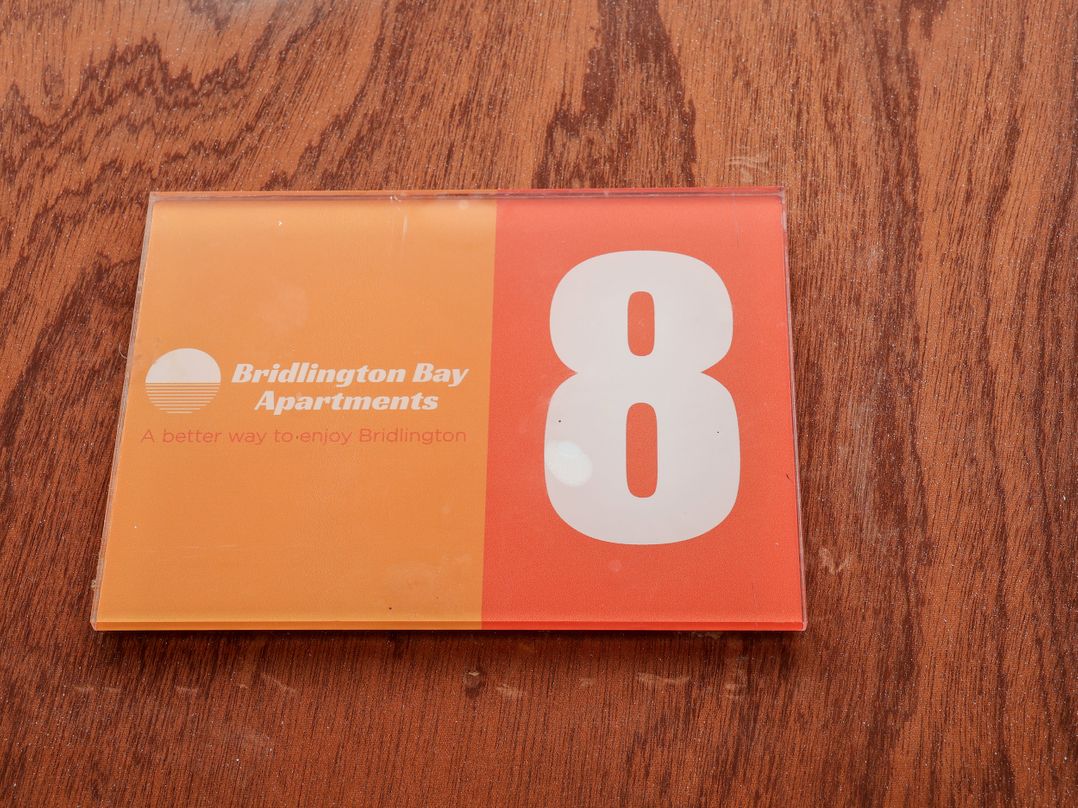 Bridlington Bay
Apartments
A better way to enjoy Bridlington
8